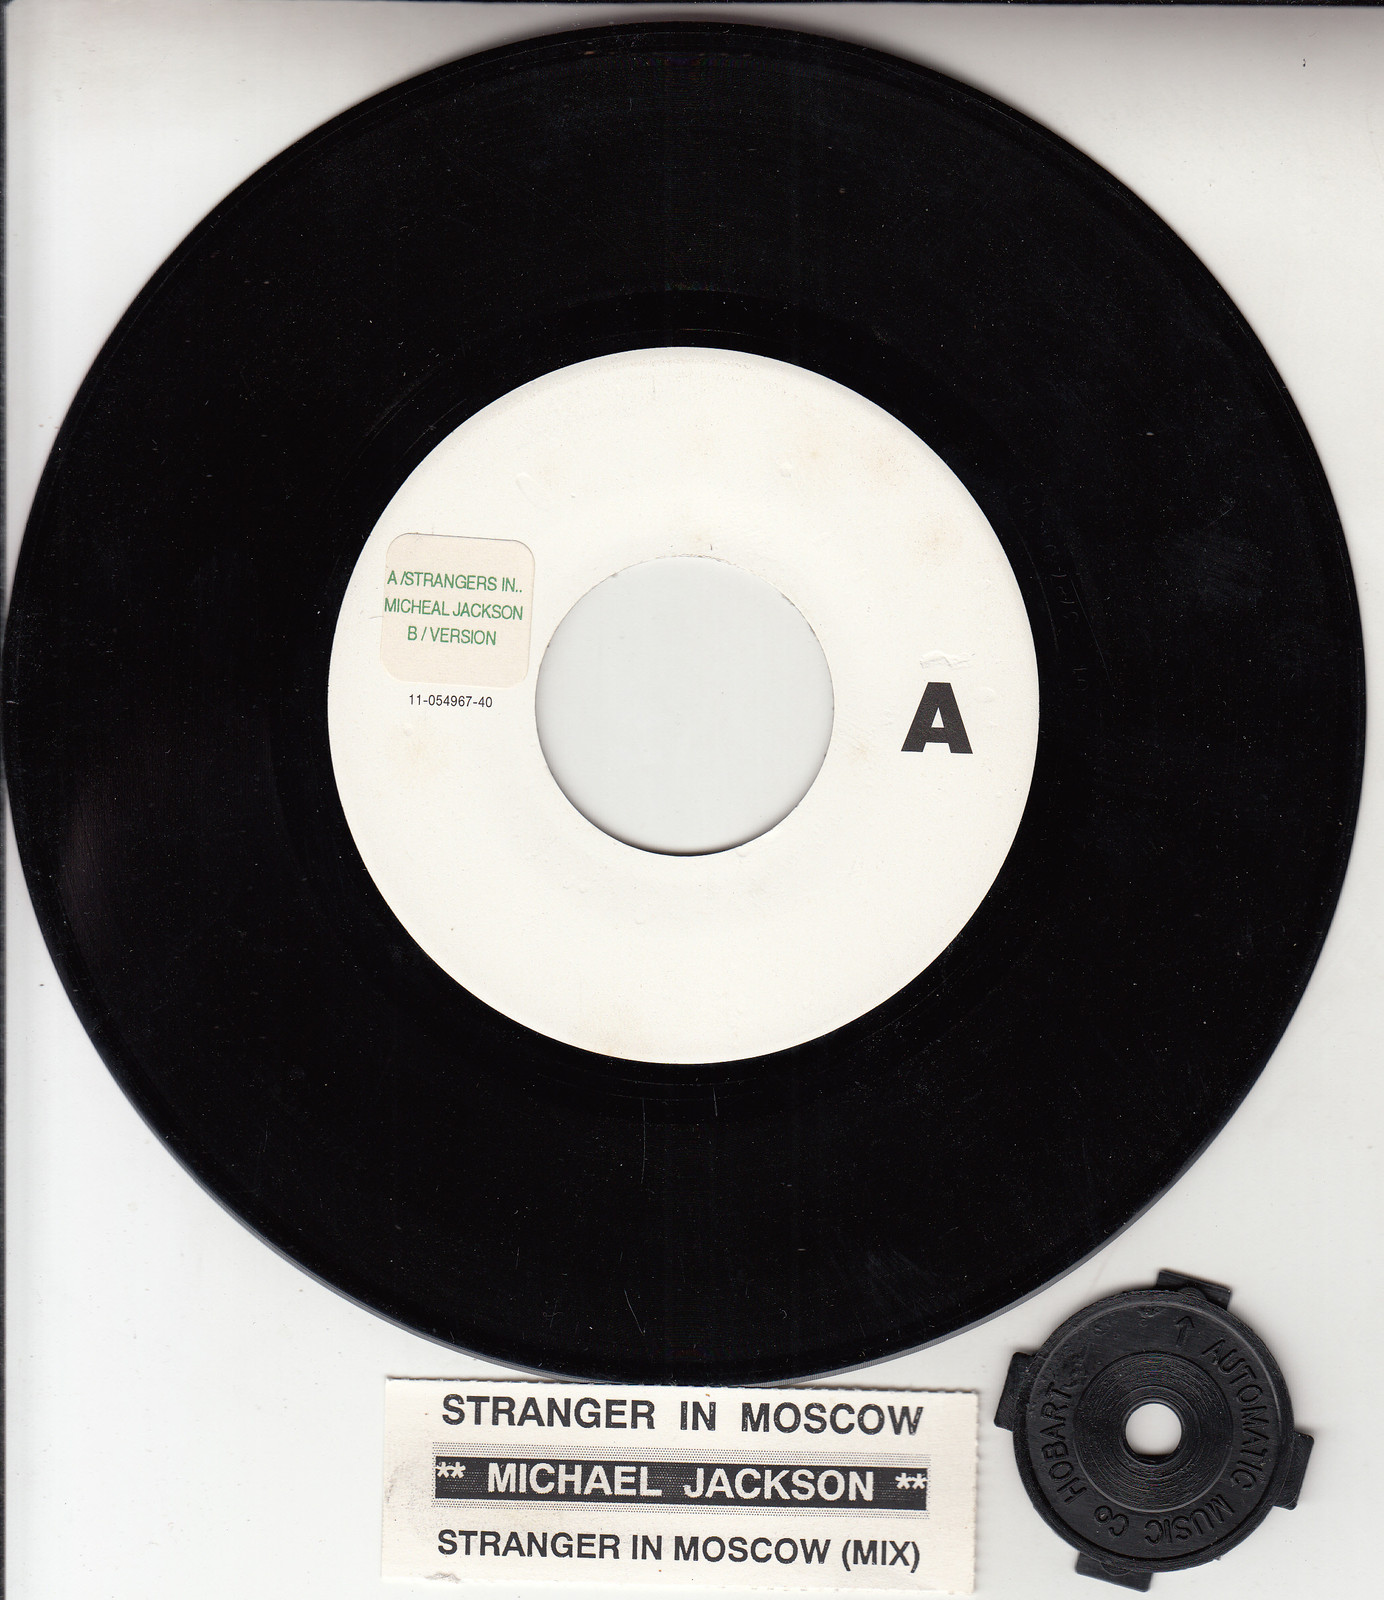 A /STRANGERS IN..
MICHEAL JACKSON
B / VERSION
11-054967-40
A
STRANGER IN MOSCOW
** MICHAEL JACKSON **
STRANGER IN MOSCOW (MIX)
↑ AUTOMATIC MUSIC CO HOBART